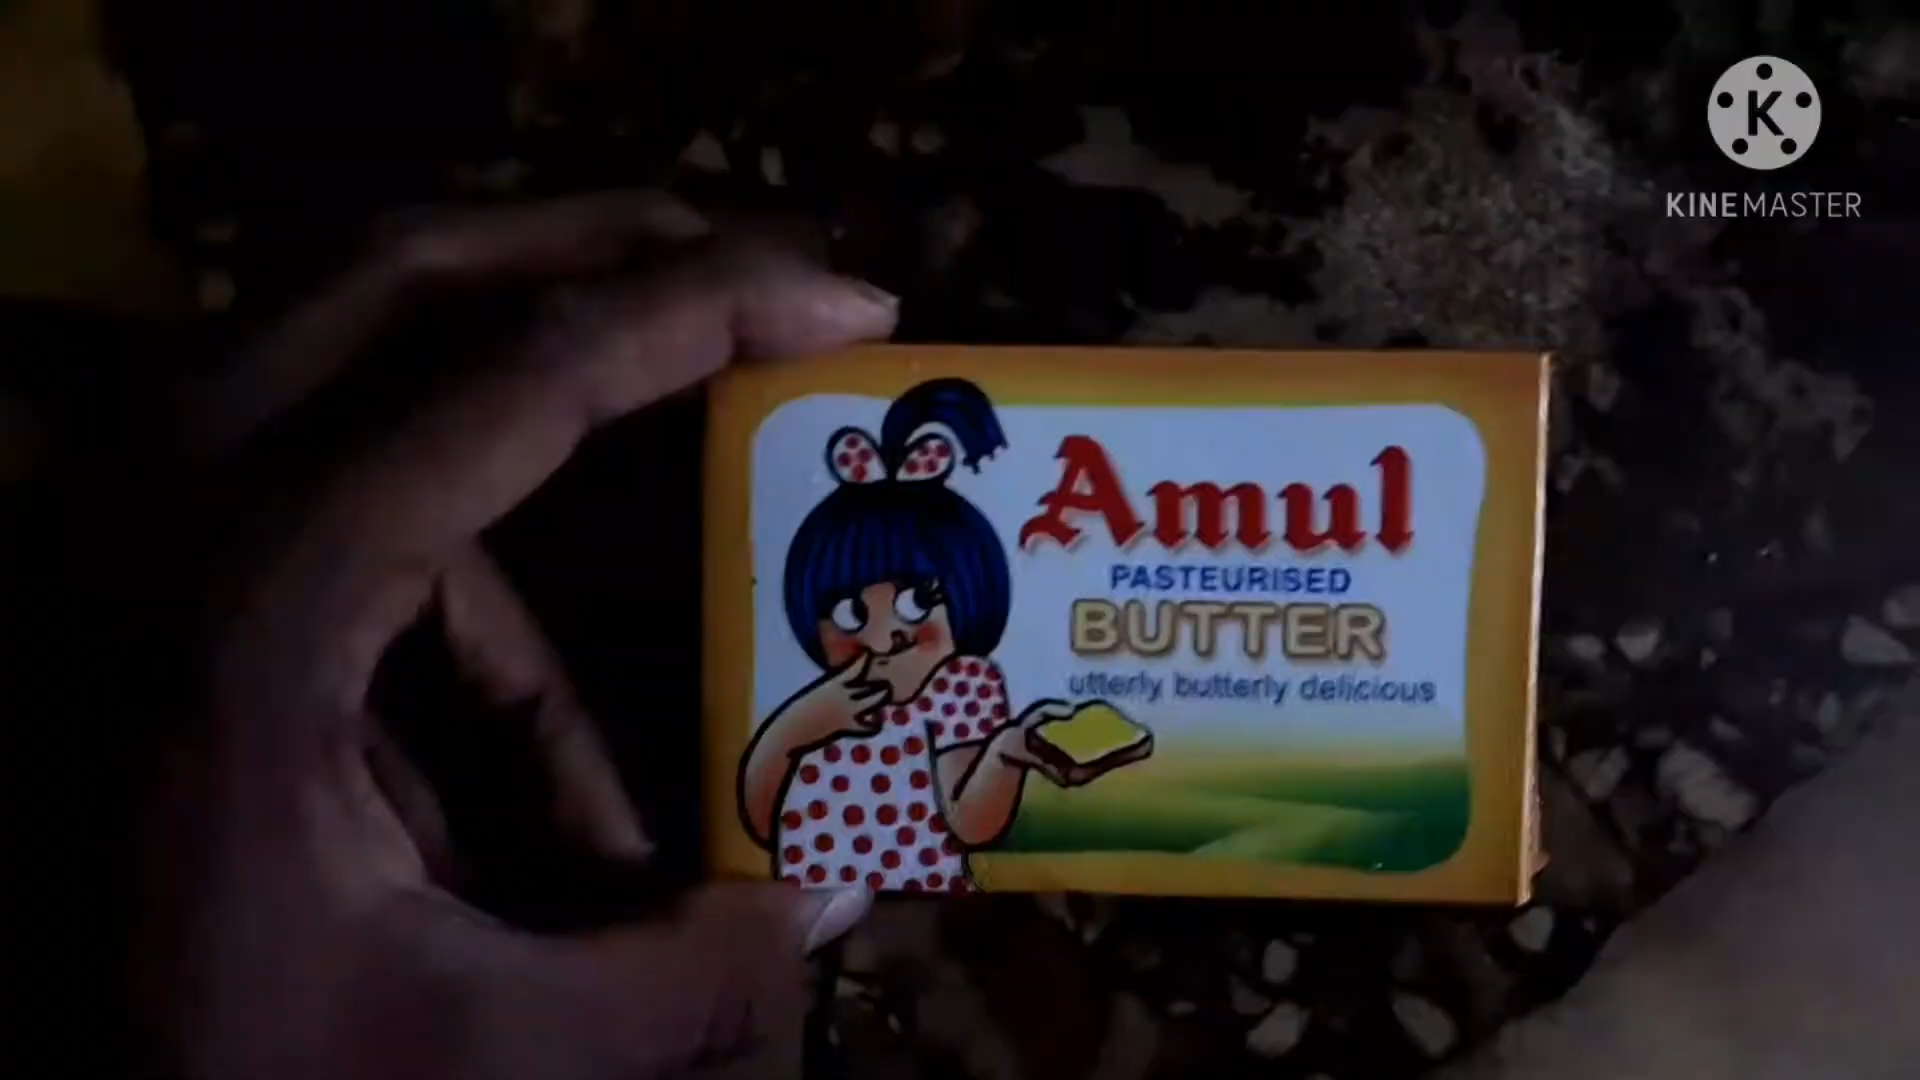 K
KINEMASTER
Amul
PASTEURISED
BUTTER
utterly butterly delicious